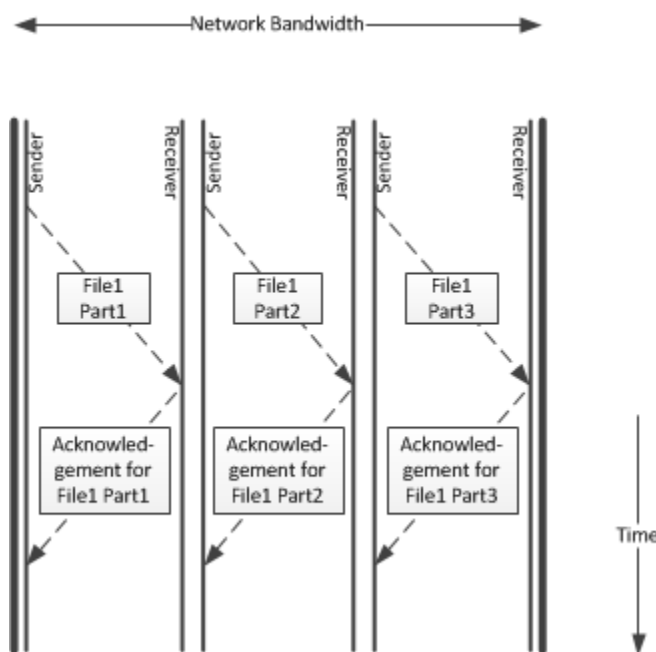 Network Bandwidth
Sender
Receiver
Sender
Receiver
Sender
Receiver
File1
Part1
File1
Part2
File1
Part3
Acknowled-
gement for
File1 Part1
Acknowled-
gement for
File1 Part2
Acknowled-
gement for
File1 Part3
Time